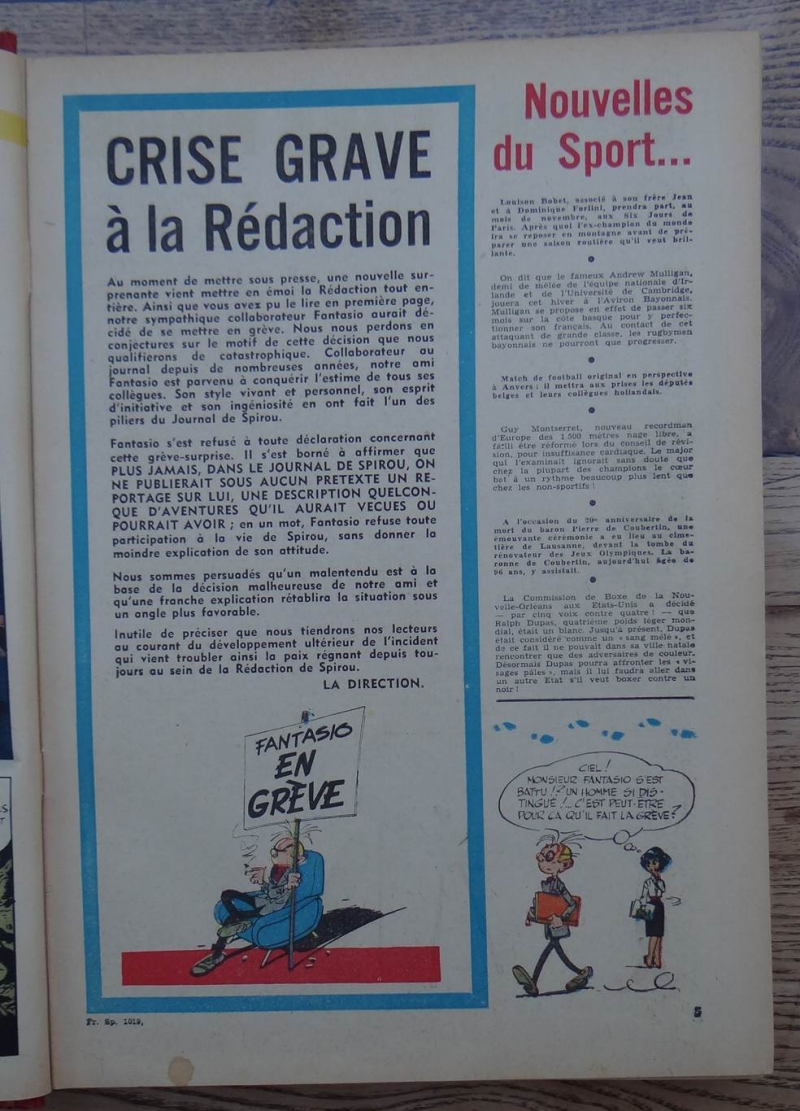 CRISE GRAVE
à la Rédaction
Au moment de mettre sous presse, une nouvelle sur-
prenante vient mettre en émoi la Rédaction tout en-
tière. Ainsi que vous avez pu le lire en première page,
notre sympathique collaborateur Fantasio aurait dé-
cidé de se mettre en grève. Nous nous perdons en
conjectures sur le motif de cette décision que nous
qualifierons de catastrophique. Collaborateur au
journal depuis de nombreuses années, notre ami
Fantasio est parvenu à conquérir l'estime de tous ses
collègues. Son style vivant et personnel, son esprit
d'initiative et son ingéniosité en ont fait l'un des
piliers du Journal de Spirou.
Fantasio s'est refusé à toute déclaration concernant
cette grève-surprise. Il s'est borné à affirmer que
PLUS JAMAIS, DANS LE JOURNAL DE SPIROU, ON
NE PUBLIERAIT SOUS AUCUN PRETEXTE UN RE-
PORTAGE SUR LUI, UNE DESCRIPTION QUELCON-
QUE D'AVENTURES QU'IL AURAIT VECUES OU
POURRAIT AVOIR ; en un mot, Fantasio refuse toute
participation à la vie de Spirou, sans donner la
moindre explication de son attitude.
Nous sommes persuadés qu'un malentendu est à la
base de la décision malheureuse de notre ami et
qu'une franche explication rétablira la situation sous
un angle plus favorable.
Inutile de préciser que nous tiendrons nos lecteurs
au courant du développement ultérieur de l'incident
qui vient troubler ainsi la paix régnant depuis tou-
jours au sein de la Rédaction de Spirou.
LA DIRECTION.
FANTASIO
EN
GRÈVE
Nouvelles
du Sport...
Louison Bobet, associé à son frère Jean
et à Dominique Forlini, prendra part, au
mois de novembre, aux Six Jours de
Paris. Après quoi l'ex-champion du monde
ira se reposer en montagne avant de pré-
parer une saison routière qu'il veut bril-
lante.
On dit que le fameux Andrew Mulligan,
demi de mêlée de l'équipe nationale d'Ir-
lande et de l'Université de Cambridge,
jouera cet hiver à l'Aviron Bayonnais.
Mulligan se propose en effet de passer six
mois sur la côte basque pour y perfec-
tionner son français. Au contact de cet
attaquant de grande classe, les rugbymen
bayonnais ne pourront que progresser.
Match de football original en perspective
à Anvers : il mettra aux prises les députés
belges et leurs collègues hollandais.
Guy Montserret, nouveau recordman
d'Europe des 1 500 mètres nage libre, a
failli être réformé lors du conseil de révi-
sion, pour insuffisance cardiaque. Le major
qui l'examinait ignorait sans doute que
chez la plupart des champions le cœur
bat à un rythme beaucoup plus lent que
chez les non-sportifs !
A l'occasion du 20e anniversaire de la
mort du baron Pierre de Coubertin, une
émouvante cérémonie a eu lieu au cime-
tière de Lausanne, devant la tombe du
rénovateur des Jeux Olympiques. La ba-
ronne de Coubertin, aujourd'hui âgée de
96 ans, y assistait.
La Commission de Boxe de la Nou-
velle-Orléans aux Etats-Unis a décidé
— par cinq voix contre quatre ! — que
Ralph Dupas, quatrième poids léger mon-
dial, était un blanc. Jusqu'à présent, Dupas
était considéré comme un « sang mêlé », et
de ce fait il ne pouvait dans sa ville natale
rencontrer que des adversaires de couleur.
Désormais Dupas pourra affronter les « vi-
sages pâles », mais il lui faudra aller dans
un autre Etat s'il veut boxer contre un
noir !
CIEL !
MONSIEUR FANTASIO S'EST
BATTU !? UN HOMME SI DIS-
TINGUÉ !... C'EST PEUT-ÊTRE
POUR ÇA QU'IL FAIT LA GRÈVE ?
Fr. Sp. 1019,
5